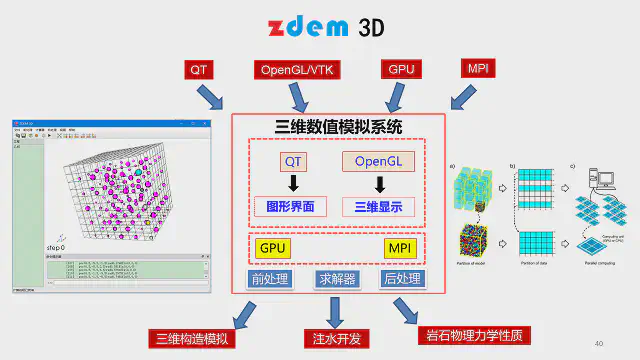 zdem 3D
QT
OpenGL/VTK
GPU
MPI
三维数值模拟系统
QT
OpenGL
图形界面
三维显示
GPU
MPI
前处理
求解器
后处理
step 0
a)
b)
c)
Partition of model
Partition of data
Parallel computing
三维构造模拟
注水开发
岩石物理力学性质
40